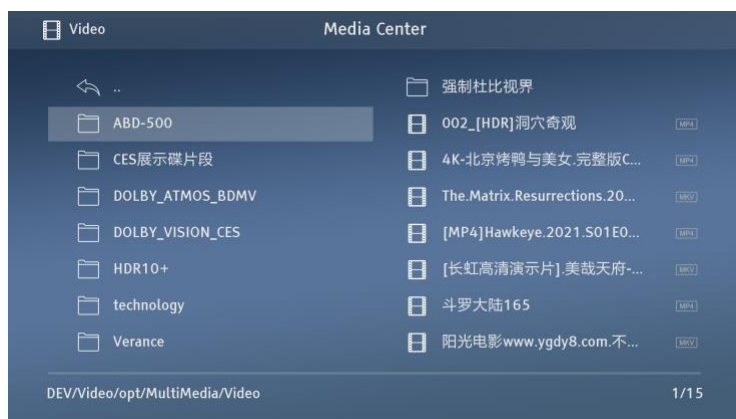 Video
Media Center
..
ABD-500
CES展示碟片段
DOLBY_ATMOS_BDMV
DOLBY_VISION_CES
HDR10+
technology
Verance
强制杜比视界
002_[HDR]洞穴奇观 MP4
4K-北京烤鸭与美女.完整版C... MP4
The.Matrix.Resurrections.20... MKV
[MP4]Hawkeye.2021.S01E0... MP4
[长虹高清演示片].美哉天府-... MKV
斗罗大陆165 MP4
阳光电影www.ygdy8.com.不... MKV
DEV/Video/opt/MultiMedia/Video
1/15